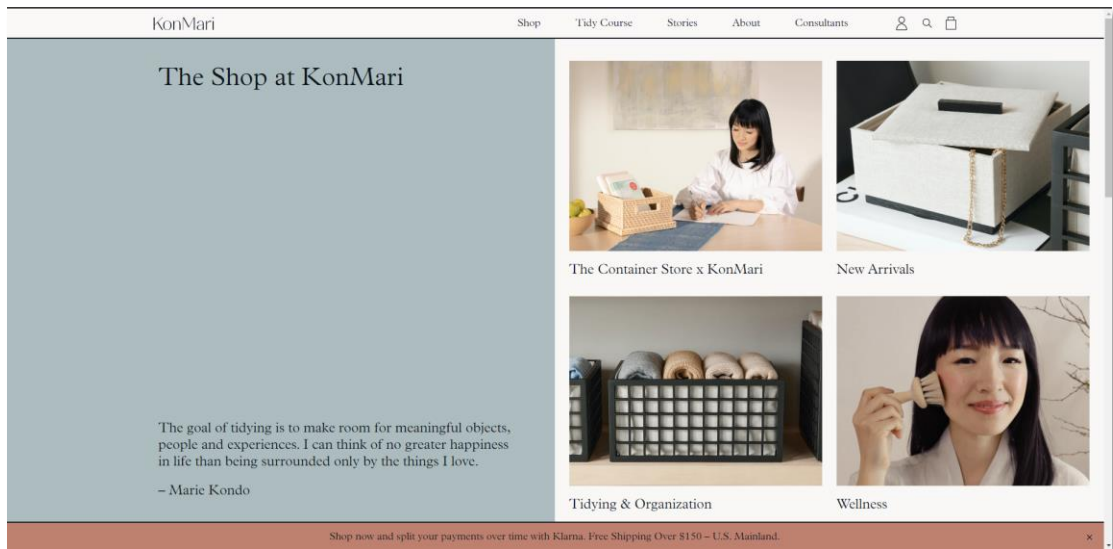 KonMari
Shop
Tidy Course
Stories
About
Consultants
The Shop at KonMari
The Container Store x KonMari
New Arrivals
The goal of tidying is to make room for meaningful objects,
people and experiences. I can think of no greater happiness
in life than being surrounded only by the things I love.
– Marie Kondo
Tidying & Organization
Wellness
Shop now and split your payments over time with Klarna. Free Shipping Over $150 – U.S. Mainland.
×